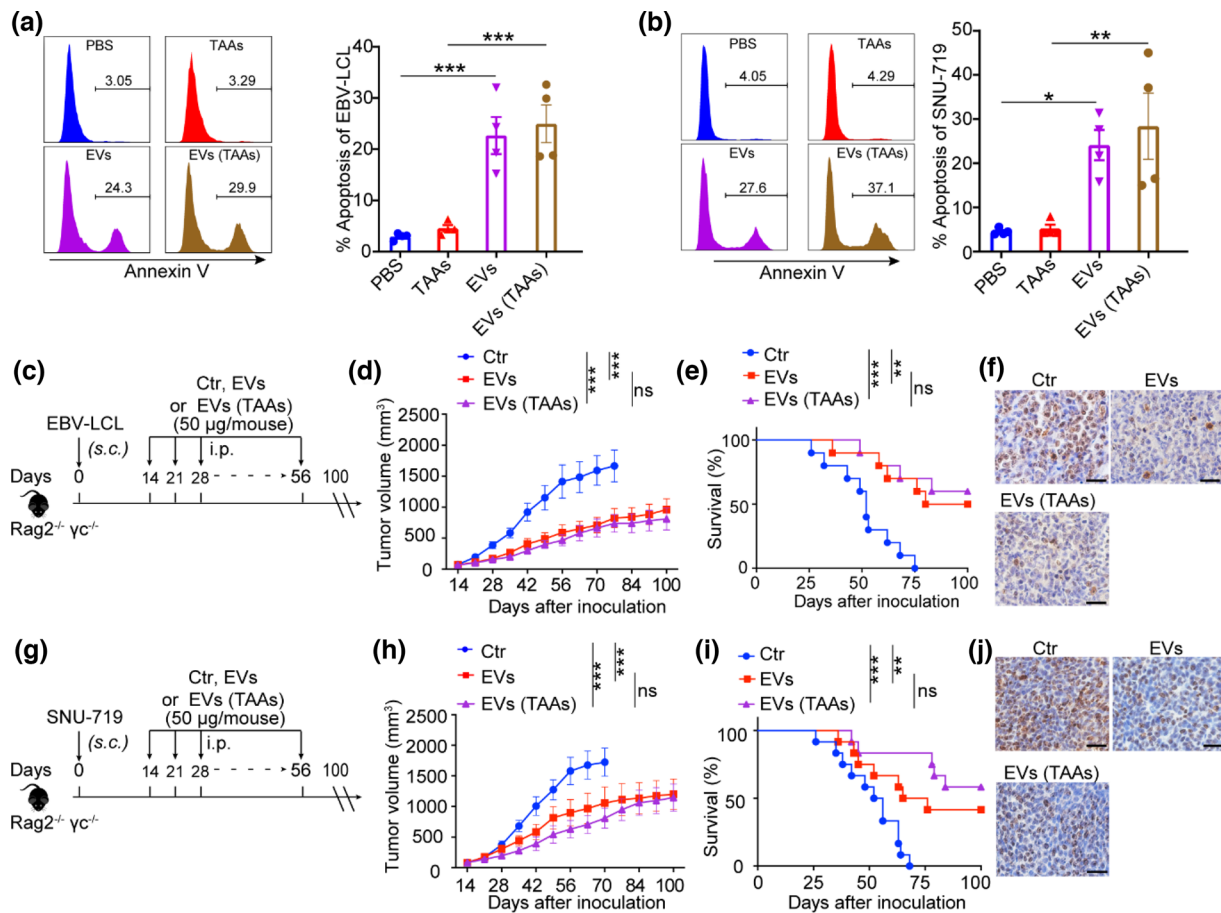 (a)
PBS
3.05
TAAs
3.29
EVs
24.3
EVs (TAAs)
29.9
Annexin V
% Apoptosis of EBV-LCL
40
30
20
10
0
***
***
PBS
TAAs
EVs
EVs (TAAs)
(b)
PBS
4.05
TAAs
4.29
EVs
27.6
EVs (TAAs)
37.1
Annexin V
% Apoptosis of SNU-719
50
40
30
20
10
0
**
*
PBS
TAAs
EVs
EVs (TAAs)
(c)
Ctr, EVs
or EVs (TAAs)
(50 µg/mouse)
EBV-LCL
(s.c.)
i.p.
Days
0
14 21 28
56
100
Rag2⁻/⁻ γc⁻/⁻
(d)
Ctr
EVs
EVs (TAAs)
***
***
ns
Tumor volume (mm³)
2500
2000
1500
1000
500
0
14 28 42 56 70 84 100
Days after inoculation
(e)
Ctr
EVs
EVs (TAAs)
***
**
ns
Survival (%)
100
50
0
0 25 50 75 100
Days after inoculation
(f)
Ctr
EVs
EVs (TAAs)
(g)
Ctr, EVs
or EVs (TAAs)
(50 µg/mouse)
SNU-719
(s.c.)
i.p.
Days
0
14 21 28
56
100
Rag2⁻/⁻ γc⁻/⁻
(h)
Ctr
EVs
EVs (TAAs)
***
***
ns
Tumor volume (mm³)
2500
2000
1500
1000
500
0
14 28 42 56 70 84 100
Days after inoculation
(i)
Ctr
EVs
EVs (TAAs)
***
**
ns
Survival (%)
100
50
0
0 25 50 75 100
Days after inoculation
(j)
Ctr
EVs
EVs (TAAs)